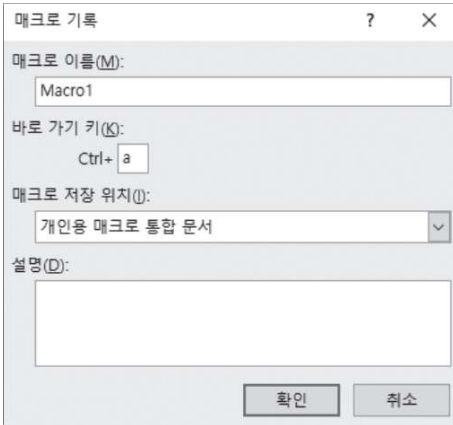 매크로 기록 ? ×
매크로 이름(M):
Macro1
바로 가기 키(K):
Ctrl+ a
매크로 저장 위치(I):
개인용 매크로 통합 문서
설명(D):
확인 취소